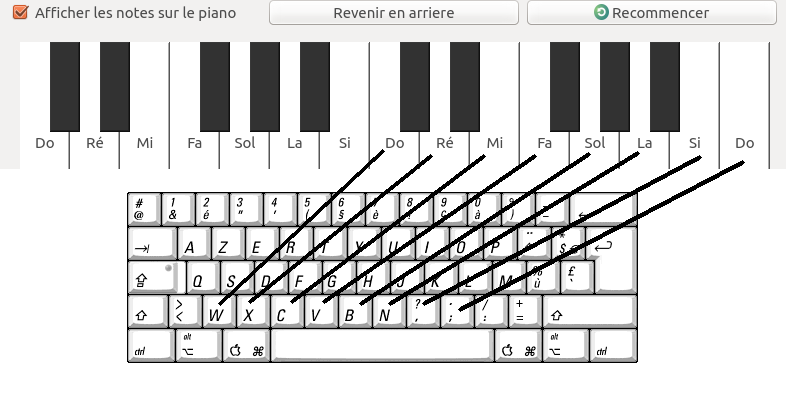 Afficher les notes sur le piano Revenir en arriere Recommencer
Do Ré Mi Fa Sol La Si Do Ré Mi Fa Sol La Si Do
# 1 2 3 4 5 6 7 8 9 0 °
@ & é " ' ( § è ! ç à ) -
A Z E R T Y U I O P ¨ * $
Q S D F G H J K L M % ù £ `
> < W X C V B N ? , . ; / : + =
ctrl alt ⌘ ⌘ alt ctrl